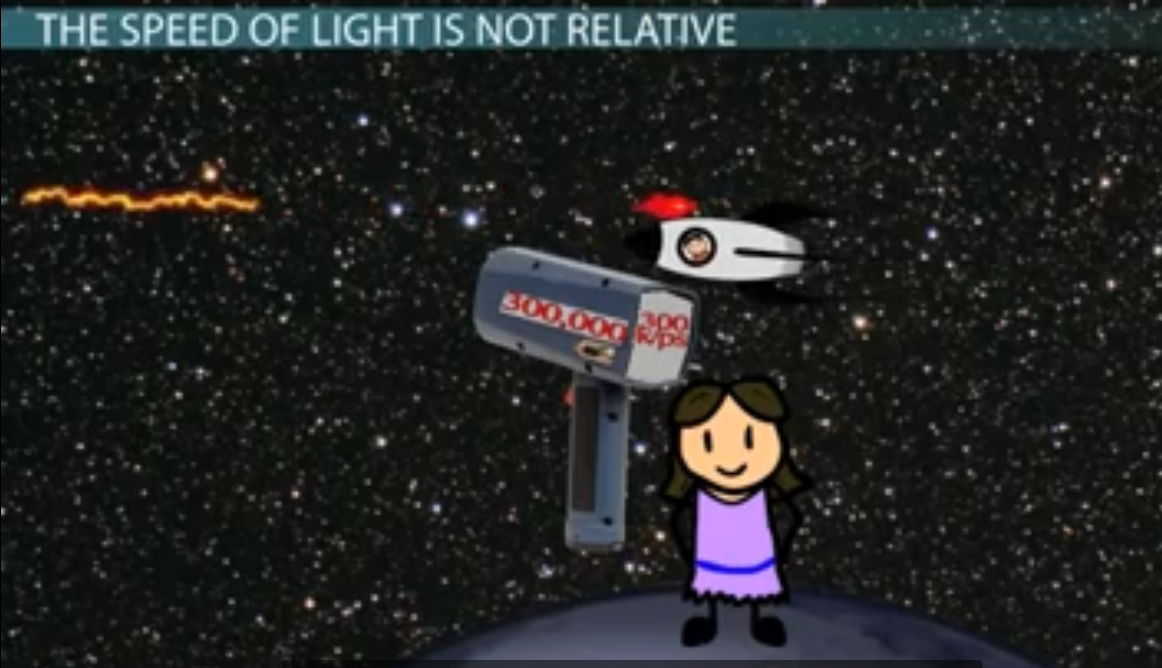 THE SPEED OF LIGHT IS NOT RELATIVE
300,000
300
k/ps